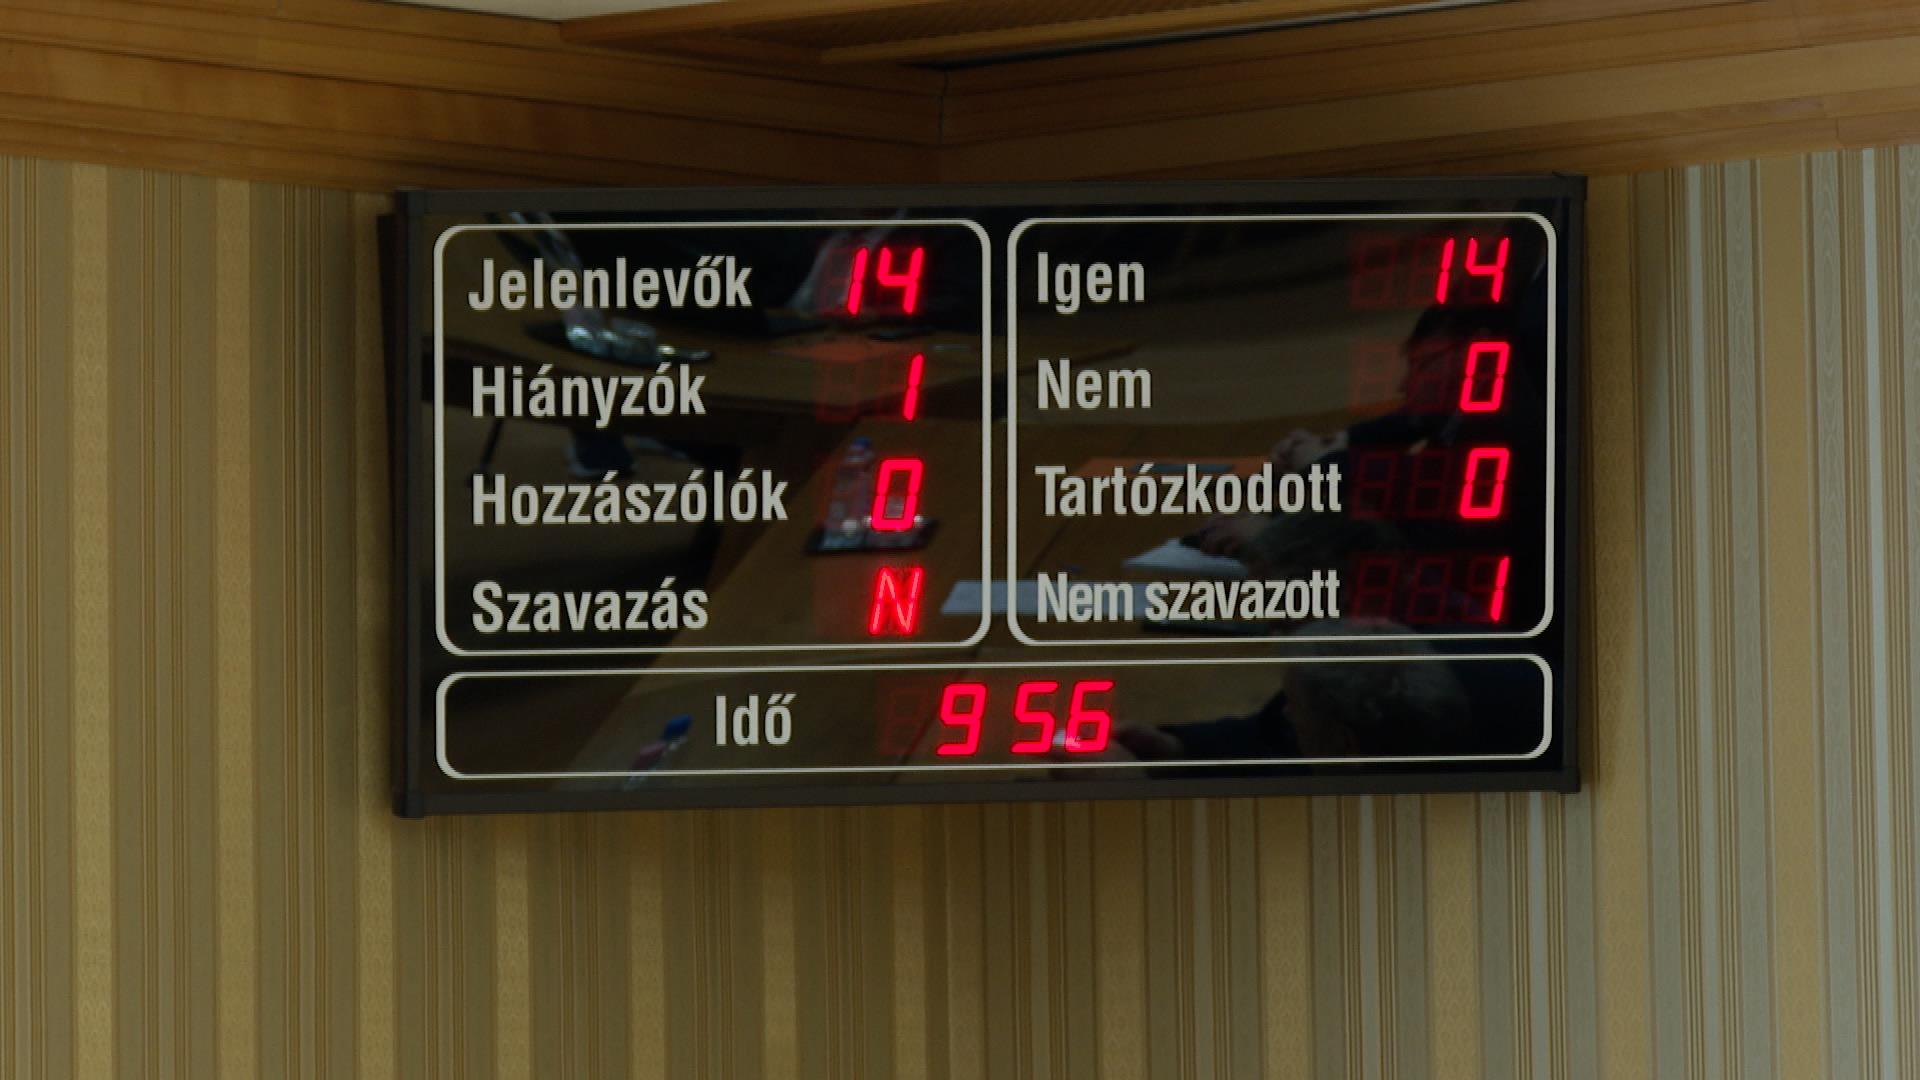 Jelenlevők 14
Hiányzók 1
Hozzászólók 0
Szavazás N
Igen 14
Nem 0
Tartózkodott 0
Nem szavazott 1
Idő 9 56